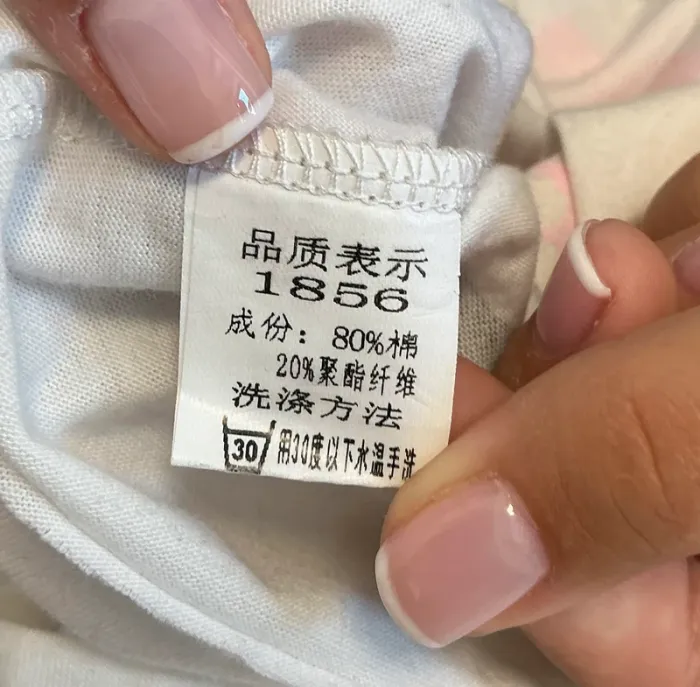 品质表示
1856
成份：80%棉
20%聚酯纤维
洗涤方法
30 用30度以下水温手洗